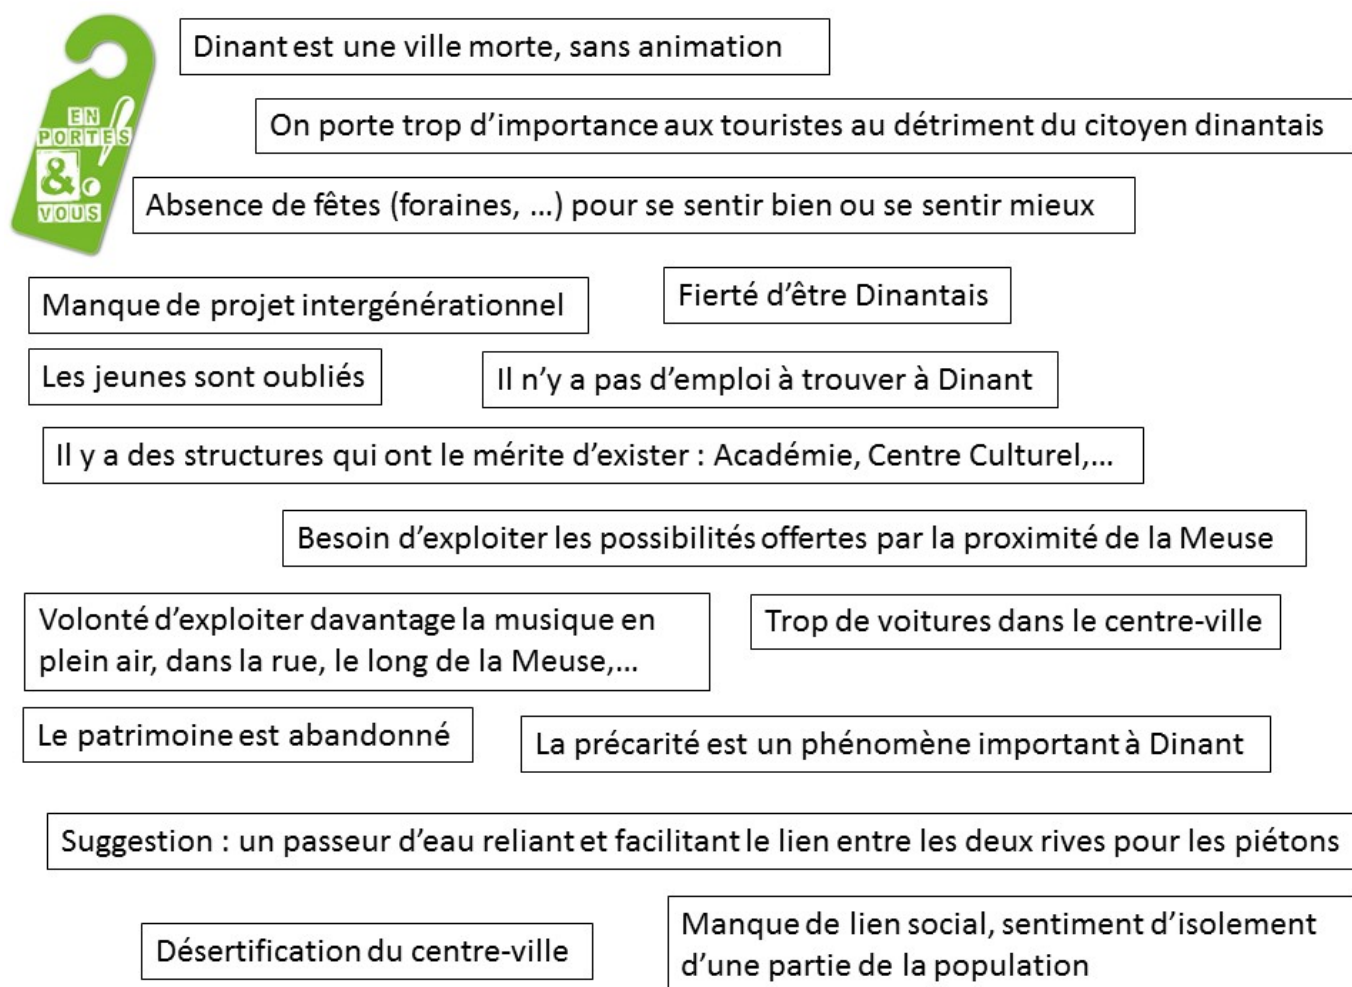 EN
PORTES
&
VOUS
Dinant est une ville morte, sans animation
On porte trop d'importance aux touristes au détriment du citoyen dinantais
Absence de fêtes (foraines, ...) pour se sentir bien ou se sentir mieux
Manque de projet intergénérationnel
Fierté d'être Dinantais
Les jeunes sont oubliés
Il n'y a pas d'emploi à trouver à Dinant
Il y a des structures qui ont le mérite d'exister : Académie, Centre Culturel,...
Besoin d'exploiter les possibilités offertes par la proximité de la Meuse
Volonté d'exploiter davantage la musique en
plein air, dans la rue, le long de la Meuse,...
Trop de voitures dans le centre-ville
Le patrimoine est abandonné
La précarité est un phénomène important à Dinant
Suggestion : un passeur d'eau reliant et facilitant le lien entre les deux rives pour les piétons
Désertification du centre-ville
Manque de lien social, sentiment d'isolement
d'une partie de la population